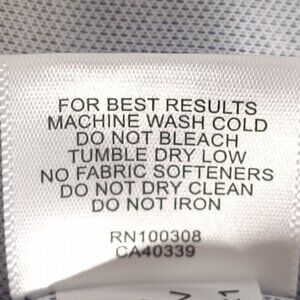 FOR BEST RESULTS
MACHINE WASH COLD
DO NOT BLEACH
TUMBLE DRY LOW
NO FABRIC SOFTENERS
DO NOT DRY CLEAN
DO NOT IRON
RN100308
CA40339